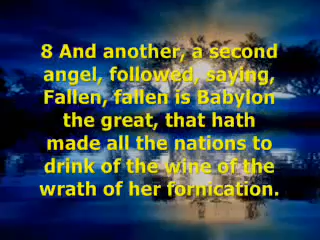 8 And another, a second
angel, followed, saying,
Fallen, fallen is Babylon
the great, that hath
made all the nations to
drink of the wine of the
wrath of her fornication.